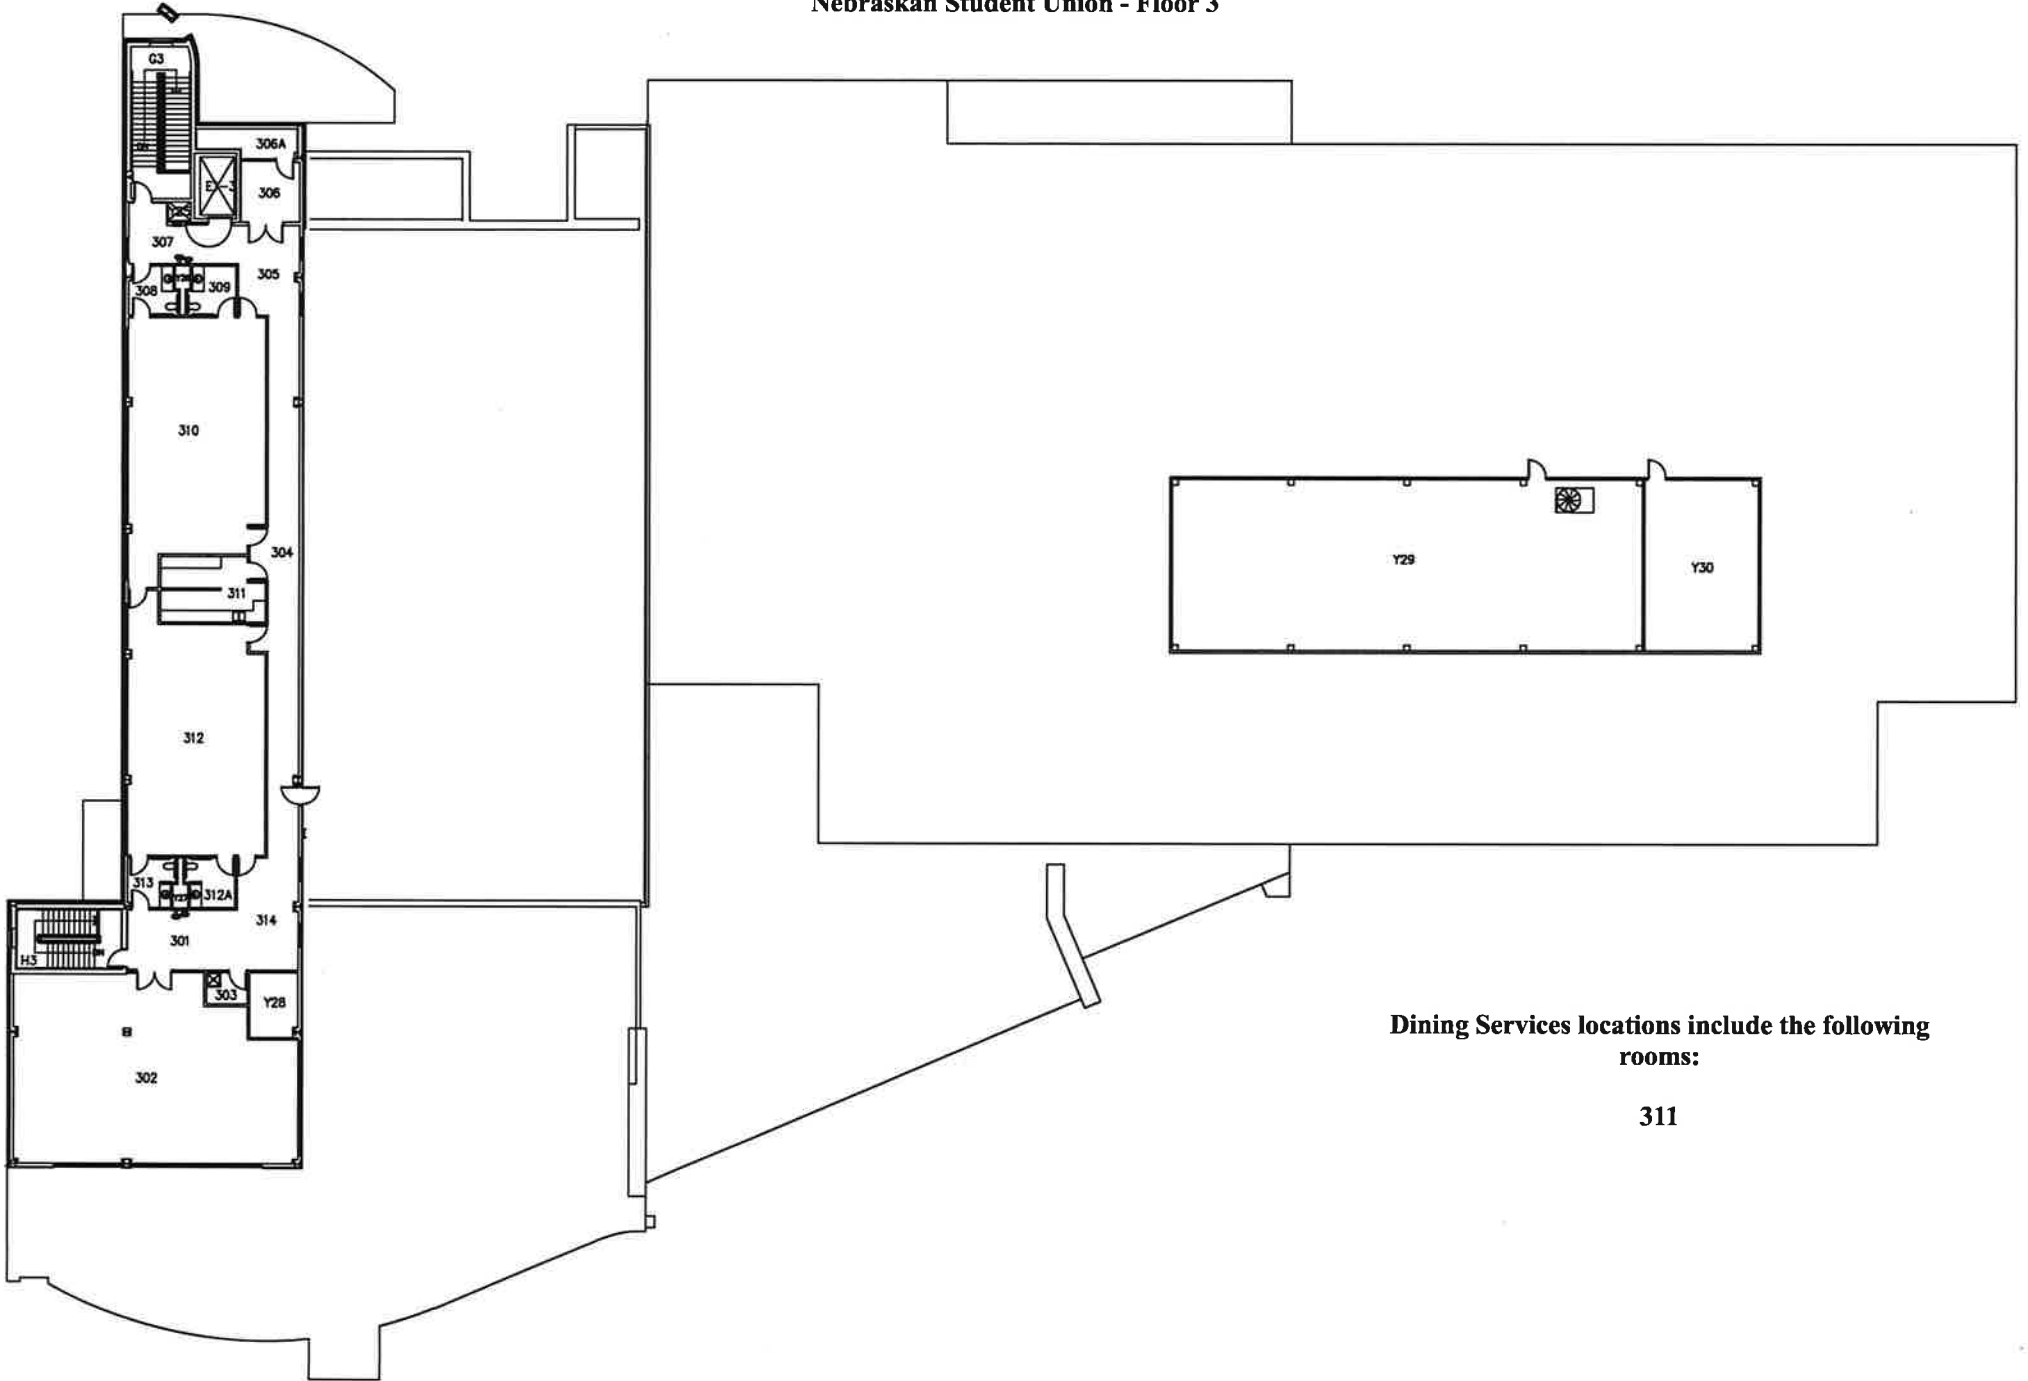 Nebraskan Student Union - Floor 3
G3
306A
306
307
305
308
309
310
304
311
Y29
Y30
312
313
312A
314
301
H3
303
Y28
302
Dining Services locations include the following
rooms:
311